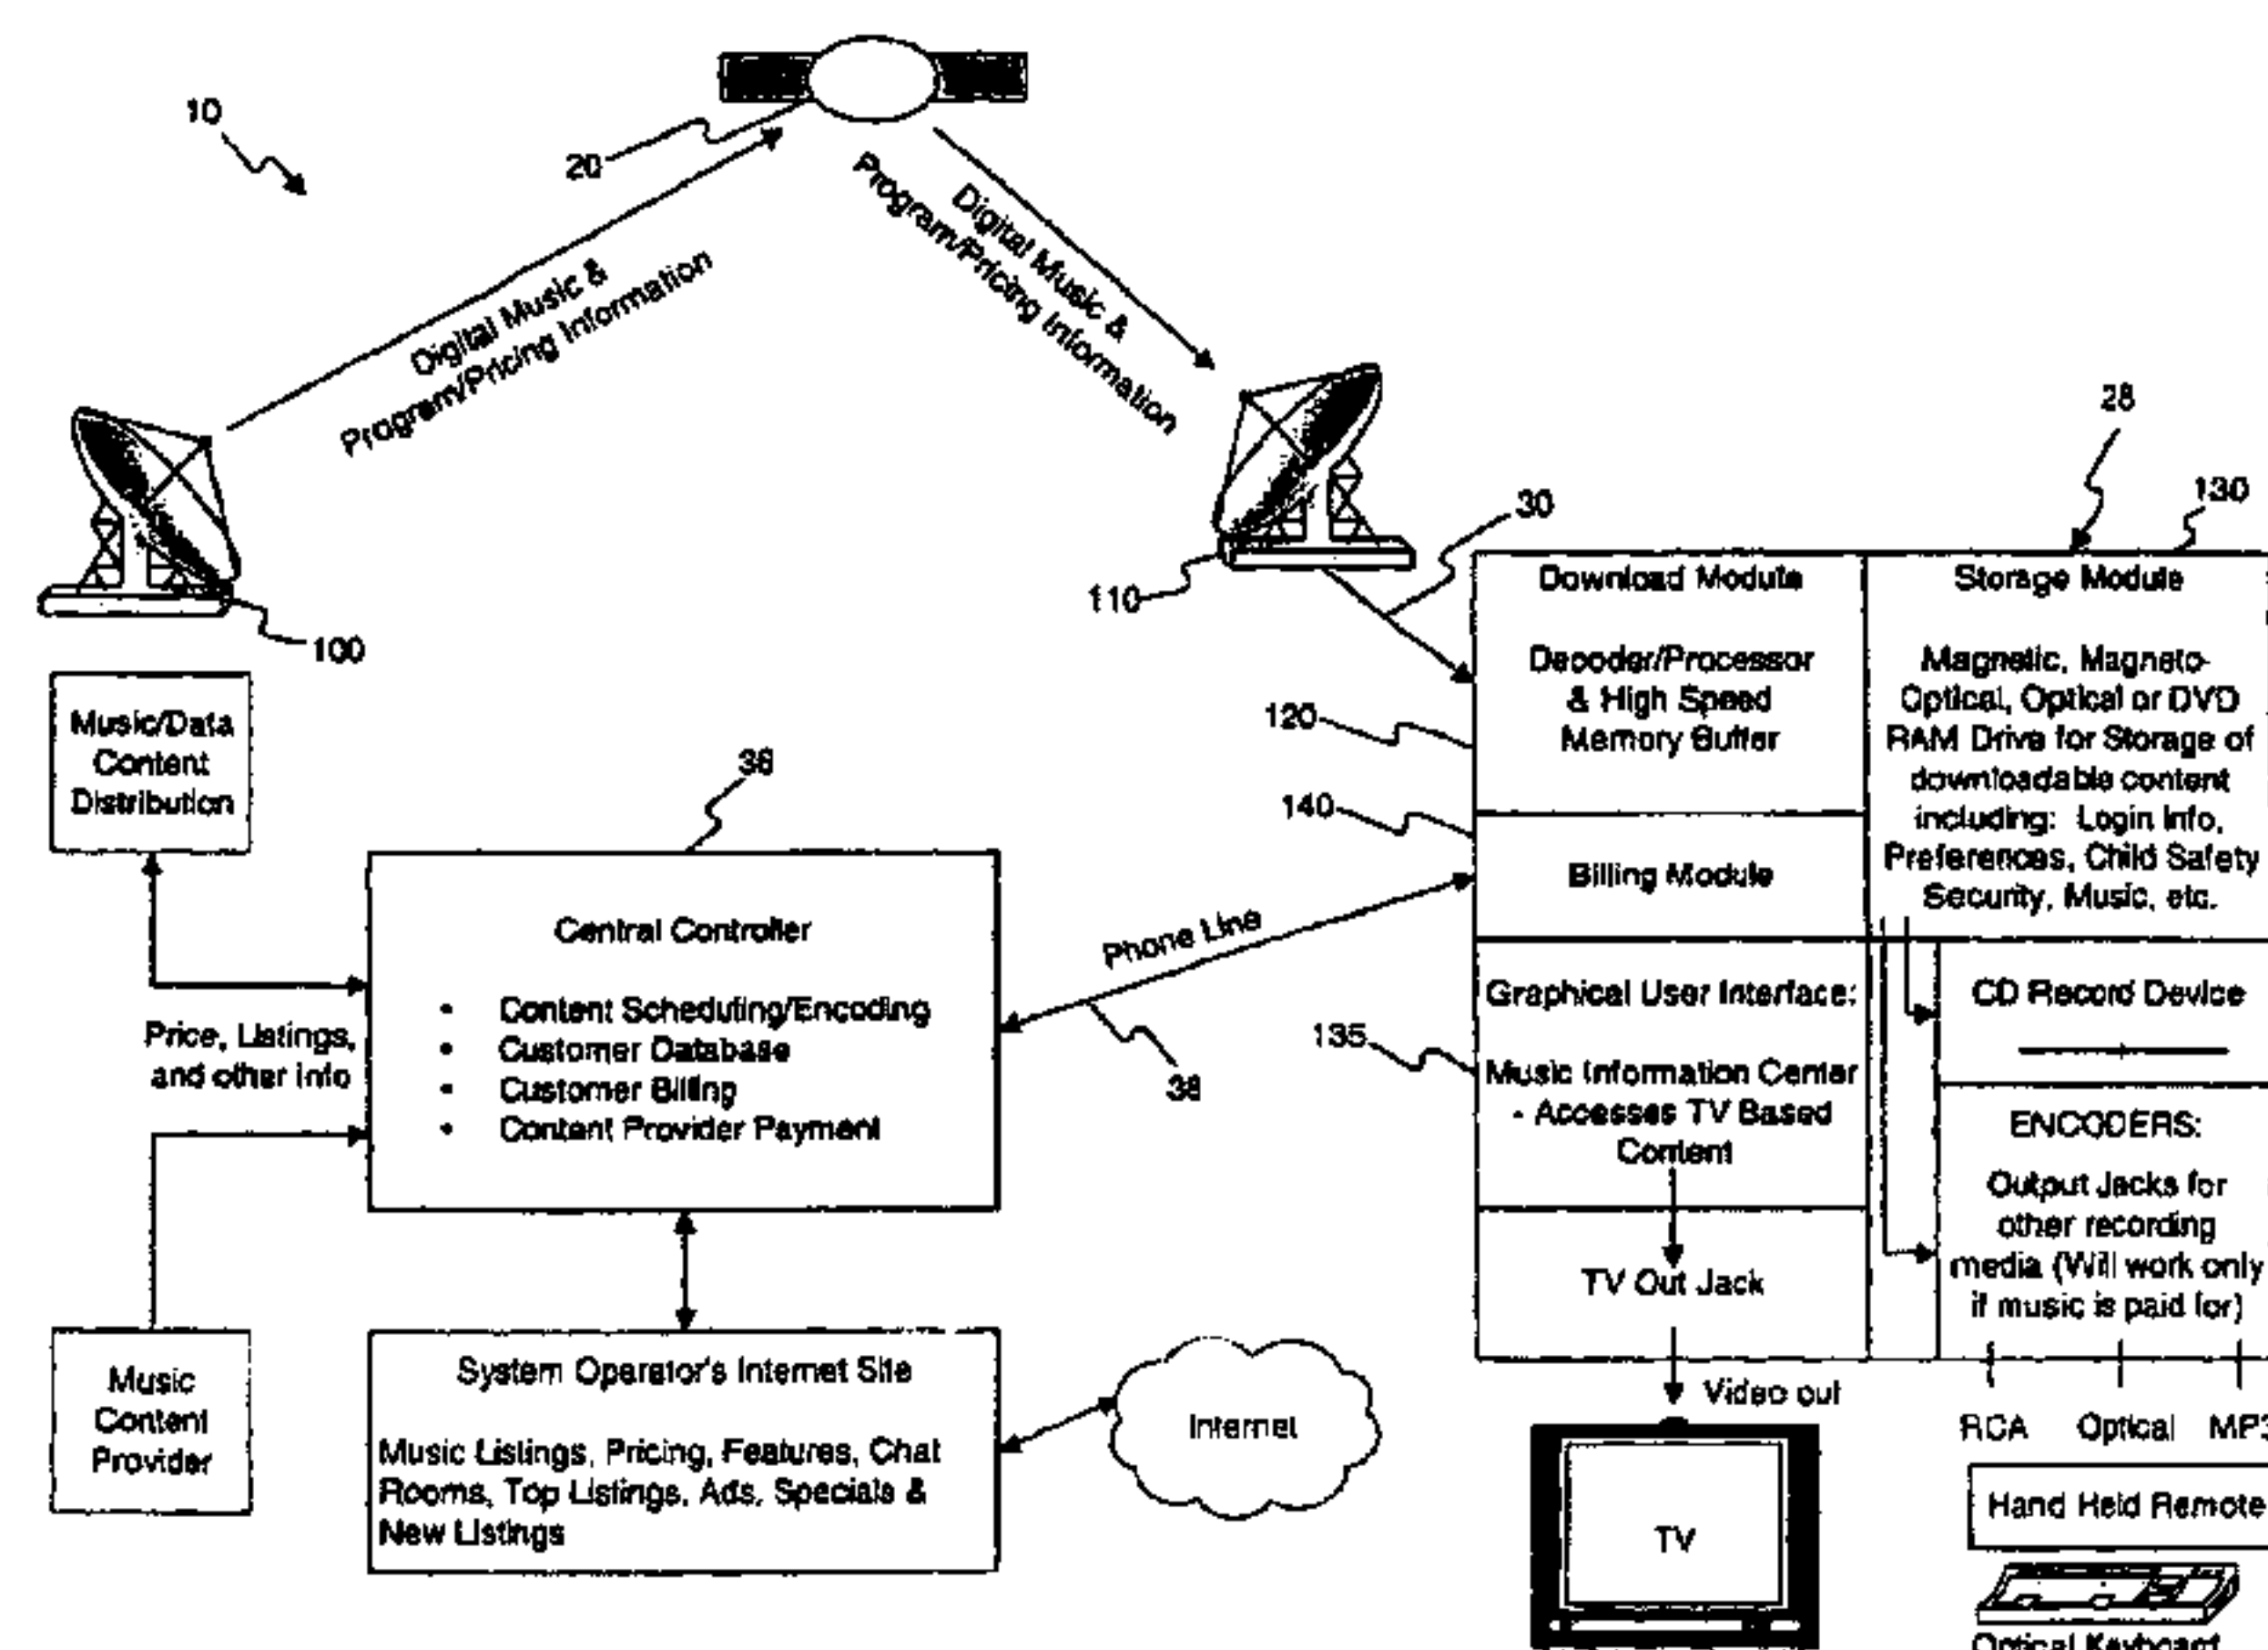 10
20
Digital Music &
Program/Pricing Information
Digital Music &
Program/Pricing Information
28
130
30
110
100
Music/Data
Content
Distribution
Download Module
Decoder/Processor
& High Speed
Memory Buffer
120
140
Billing Module
Storage Module
Magnetic, Magneto-
Optical, Optical or DVD
RAM Drive for Storage of
downloadable content
including: Login Info,
Preferences, Child Safety
Security, Music, etc.
36
Central Controller
• Content Scheduling/Encoding
• Customer Database
• Customer Billing
• Content Provider Payment
Phone Line
38
Price, Listings,
and other info
Graphical User Interface:
135
Music Information Center
- Accesses TV Based
Content
CD Record Device
ENCODERS:
Output Jacks for
other recording
media (Will work only
if music is paid for)
TV Out Jack
Video out
RCA Optical MP3
Music
Content
Provider
System Operator's Internet Site
Music Listings, Pricing, Features, Chat
Rooms, Top Listings, Ads, Specials &
New Listings
Internet
TV
Hand Held Remote
Optical Keyboard